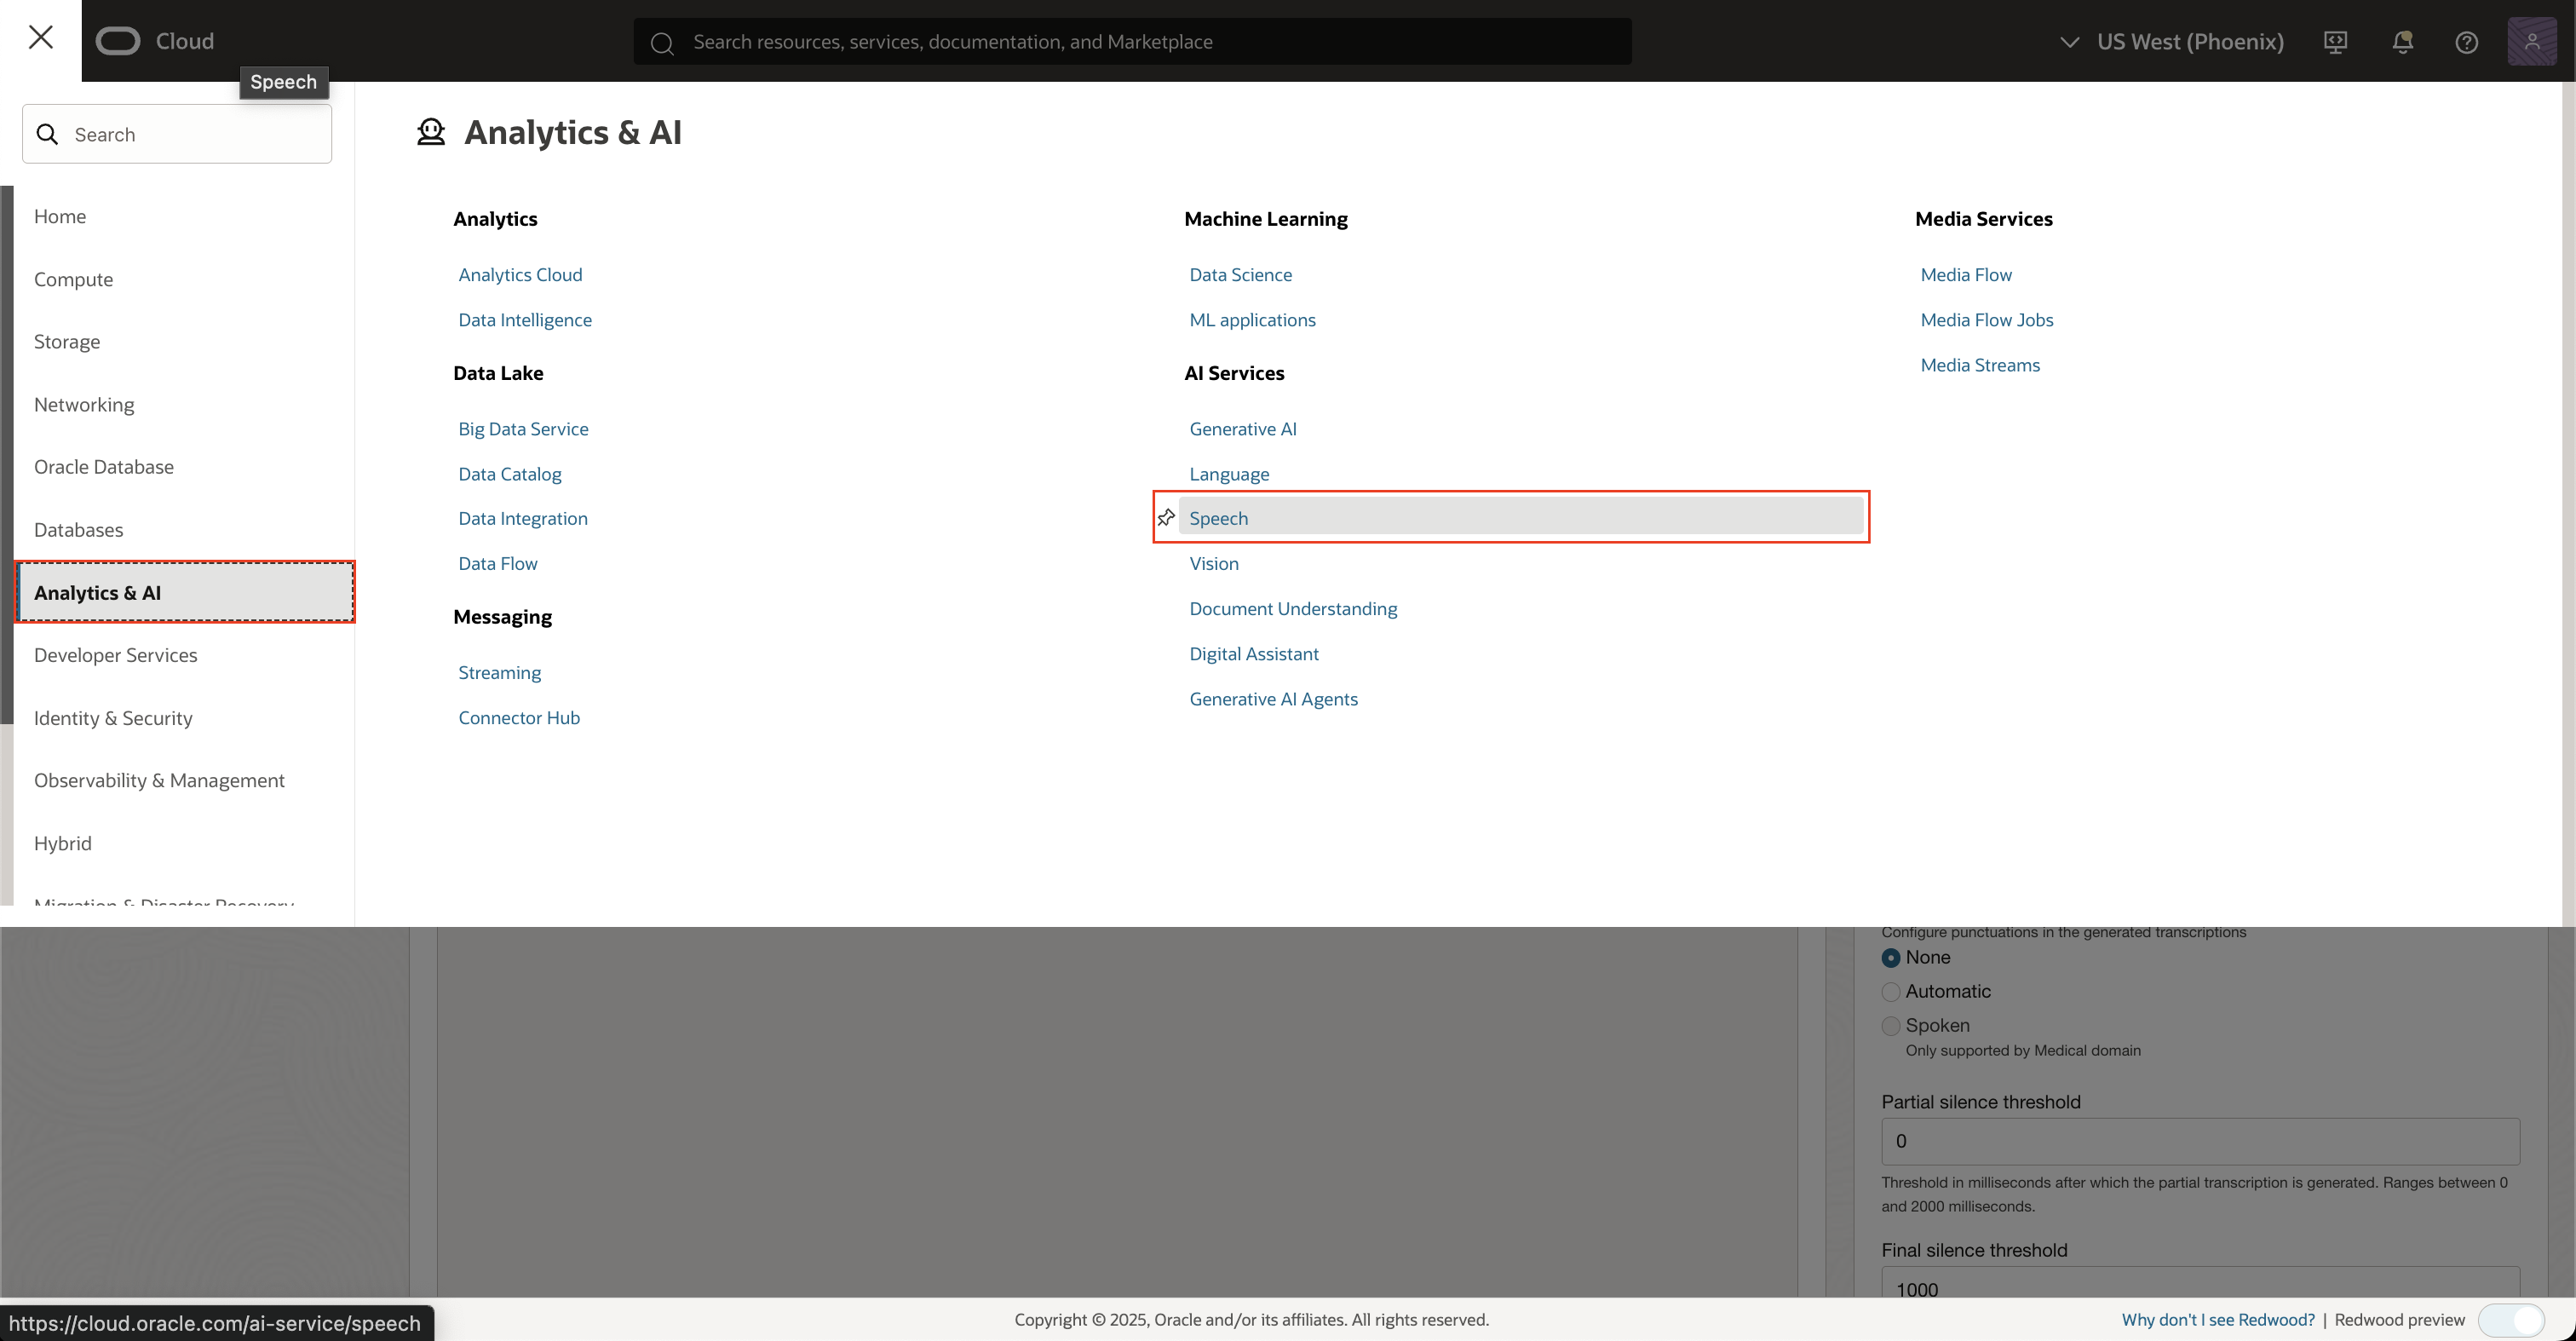 Cloud
Search resources, services, documentation, and Marketplace
US West (Phoenix)
Speech
Search
Home
Compute
Storage
Networking
Oracle Database
Databases
Analytics & AI
Developer Services
Identity & Security
Observability & Management
Hybrid
Migration & Disaster Recovery
Analytics & AI
Analytics
Analytics Cloud
Data Intelligence
Data Lake
Big Data Service
Data Catalog
Data Integration
Data Flow
Messaging
Streaming
Connector Hub
Machine Learning
Data Science
ML applications
AI Services
Generative AI
Language
Speech
Vision
Document Understanding
Digital Assistant
Generative AI Agents
Media Services
Media Flow
Media Flow Jobs
Media Streams
Configure punctuations in the generated transcriptions
None
Automatic
Spoken
Only supported by Medical domain
Partial silence threshold
0
Threshold in milliseconds after which the partial transcription is generated. Ranges between 0
and 2000 milliseconds.
Final silence threshold
1000
https://cloud.oracle.com/ai-service/speech
Copyright © 2025, Oracle and/or its affiliates. All rights reserved.
Why don't I see Redwood? | Redwood preview